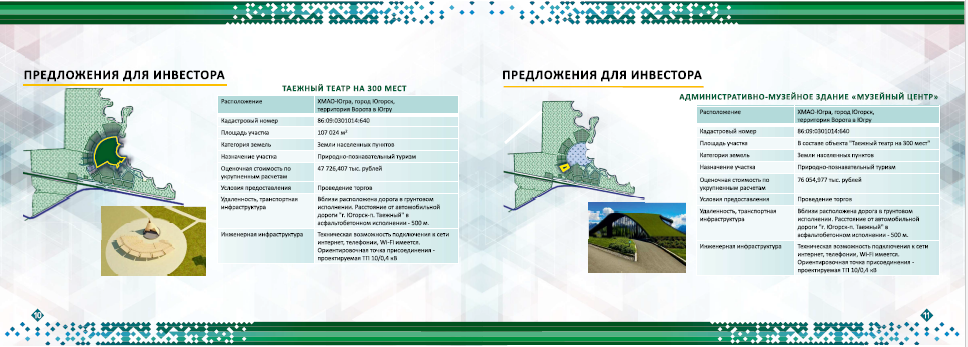 ПРЕДЛОЖЕНИЯ ДЛЯ ИНВЕСТОРА
ТАЕЖНЫЙ ТЕАТР НА 300 МЕСТ
Расположение
ХМАО-Югра, город Югорск,
территория Ворота в Югру
Кадастровый номер
86:09:0301014:640
Площадь участка
107 024 м²
Категория земель
Земли населенных пунктов
Назначение участка
Природно-познавательный туризм
Оценочная стоимость по
укрупненным расчетам
47 726,407 тыс. рублей
Условия предоставления
Проведение торгов
Удаленность, транспортная
инфраструктура
Вблизи расположена дорога в грунтовом
исполнении. Расстояние от автомобильной
дороги "г. Югорск-п. Таежный" в
асфальтобетонном исполнении - 500 м.
Инженерная инфраструктура
Техническая возможность подключения к сети
интернет, телефонии, Wi-Fi имеется.
Ориентировочная точка присоединения -
проектируемая ТП 10/0,4 кВ
10
ПРЕДЛОЖЕНИЯ ДЛЯ ИНВЕСТОРА
АДМИНИСТРАТИВНО-МУЗЕЙНОЕ ЗДАНИЕ «МУЗЕЙНЫЙ ЦЕНТР»
Расположение
ХМАО-Югра, город Югорск,
территория Ворота в Югру
Кадастровый номер
86:09:0301014:640
Площадь участка
В составе объекта "Таежный театр на 300 мест"
Категория земель
Земли населенных пунктов
Назначение участка
Природно-познавательный туризм
Оценочная стоимость по
укрупненным расчетам
76 054,977 тыс. рублей
Условия предоставления
Проведение торгов
Удаленность, транспортная
инфраструктура
Вблизи расположена дорога в грунтовом
исполнении. Расстояние от автомобильной
дороги "г. Югорск-п. Таежный" в
асфальтобетонном исполнении - 500 м.
Инженерная инфраструктура
Техническая возможность подключения к сети
интернет, телефонии, Wi-Fi имеется.
Ориентировочная точка присоединения -
проектируемая ТП 10/0,4 кВ
11